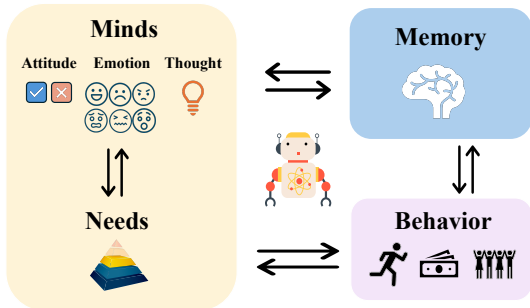 Minds
Attitude Emotion Thought
Needs
Memory
Behavior